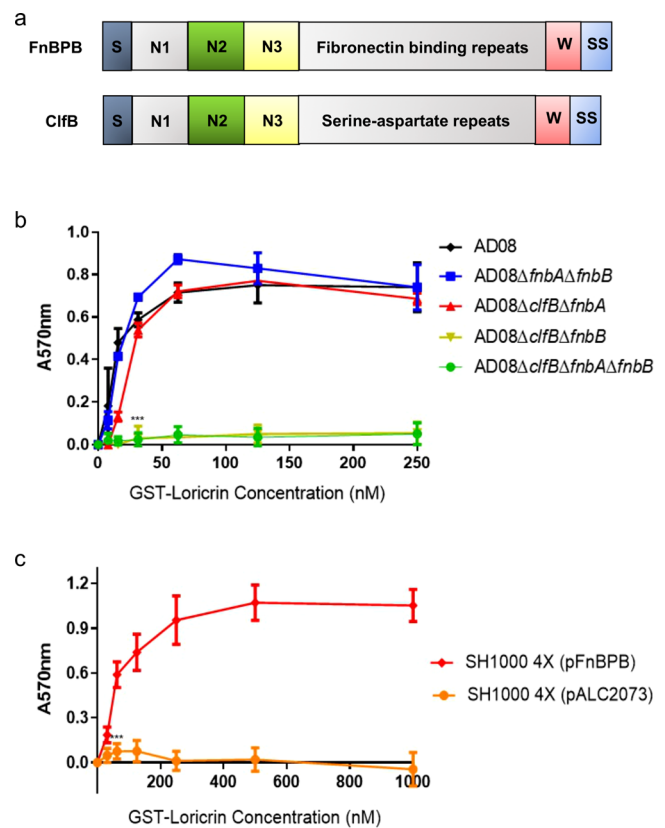 a
FnBPB S N1 N2 N3 Fibronectin binding repeats W SS
ClfB S N1 N2 N3 Serine-aspartate repeats W SS
b
A570nm
1.0
0.8
0.6
0.4
0.2
0.0
***
0 50 100 150 200 250
GST-Loricrin Concentration (nM)
AD08
AD08ΔfnbAΔfnbB
AD08ΔclfBΔfnbA
AD08ΔclfBΔfnbB
AD08ΔclfBΔfnbAΔfnbB
c
A570nm
1.2
0.9
0.6
0.3
0.0
***
200 400 600 800 1000
GST-Loricrin Concentration (nM)
SH1000 4X (pFnBPB)
SH1000 4X (pALC2073)